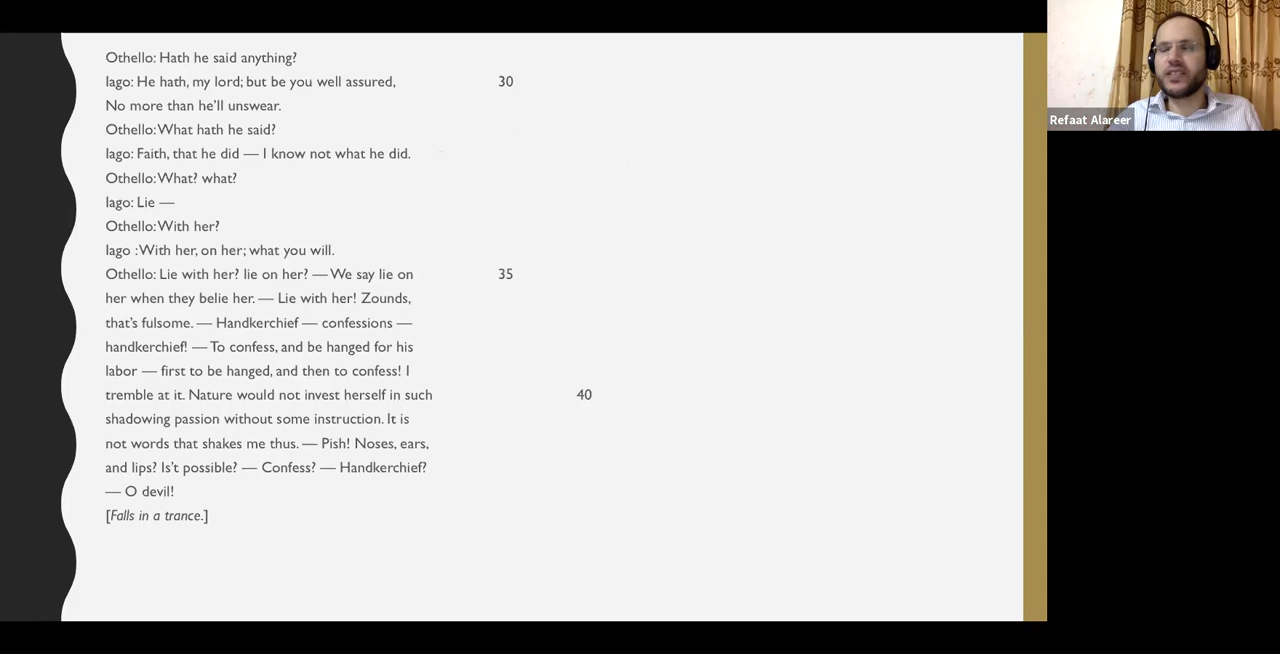 Othello: Hath he said anything?
Iago: He hath, my lord; but be you well assured, 30
No more than he'll unswear.
Othello: What hath he said?
Iago: Faith, that he did — I know not what he did.
Othello: What? what?
Iago: Lie —
Othello: With her?
Iago : With her, on her; what you will.
Othello: Lie with her? lie on her? — We say lie on 35
her when they belie her. — Lie with her! Zounds,
that's fulsome. — Handkerchief — confessions —
handkerchief! — To confess, and be hanged for his
labor — first to be hanged, and then to confess! I
tremble at it. Nature would not invest herself in such 40
shadowing passion without some instruction. It is
not words that shakes me thus. — Pish! Noses, ears,
and lips? Is't possible? — Confess? — Handkerchief?
— O devil!
[Falls in a trance.]
Refaat Alareer